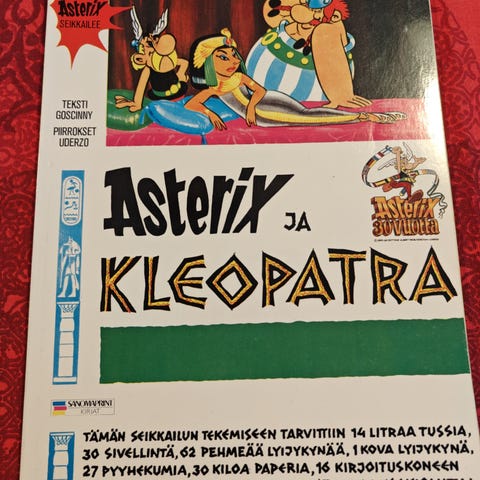 Asterix
SEIKKAILEE
TEKSTI
GOSCINNY
PIIRROKSET
UDERZO
Asterix
JA
KLEOPATRA
Asterix
30 vuotta
SANOMAPRINT
KIRJAT
TÄMÄN SEIKKAILUN TEKEMISEEN TARVITTIIN 14 LITRAA TUSSIA,
30 SIVELLINTÄ, 62 PEHMEÄÄ LYIJYKYNÄÄ, 1 KOVA LYIJYKYNÄ,
27 PYYHEKUMIA, 30 KILOA PAPERIA, 16 KIRJOITUSKONEEN